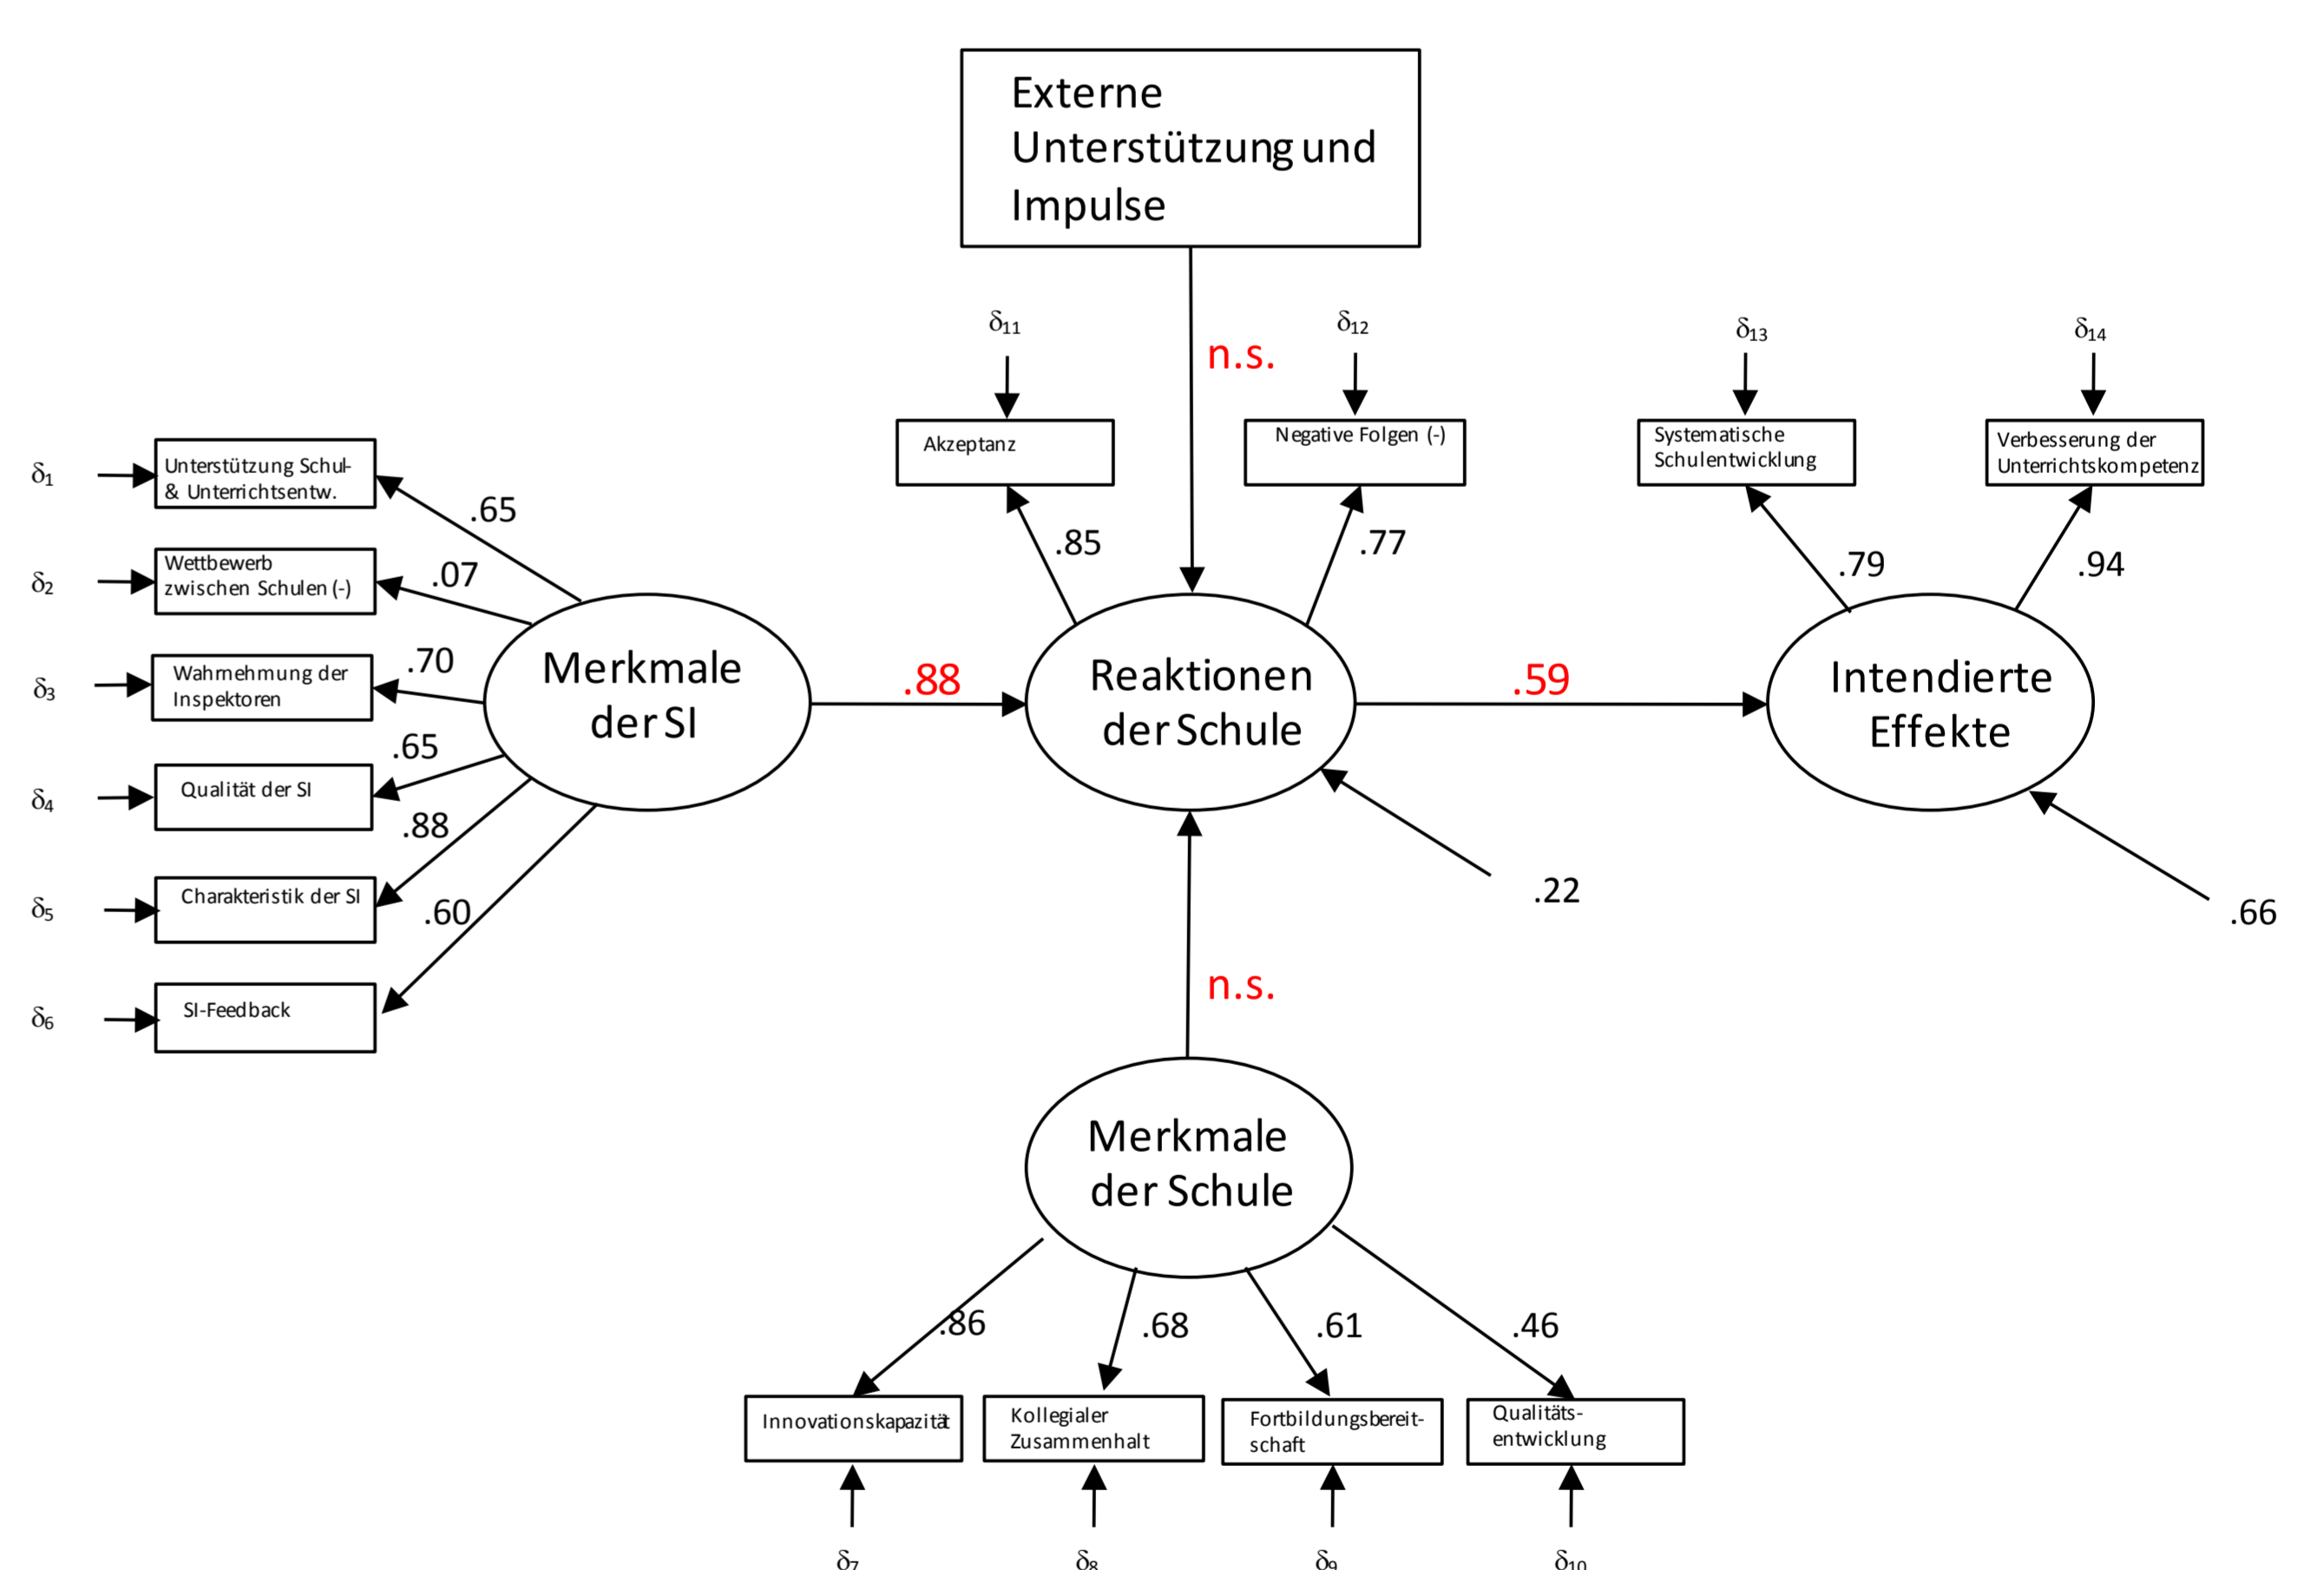 Externe
Unterstützung und
Impulse
n.s.
δ11
δ12
δ13
δ14
Akzeptanz
Negative Folgen (-)
Systematische
Schulentwicklung
Verbesserung der
Unterrichtskompetenz
.85
.77
.79
.94
δ1
Unterstützung Schul-
& Unterrichtsentw.
.65
δ2
Wettbewerb
zwischen Schulen (-)
.07
δ3
Wahrnehmung der
Inspektoren
.70
δ4
Qualität der SI
.65
δ5
Charakteristik der SI
.88
δ6
SI-Feedback
.60
Merkmale
der SI
.88
Reaktionen
der Schule
.59
Intendierte
Effekte
.22
.66
n.s.
Merkmale
der Schule
.86
.68
.61
.46
Innovationskapazität
Kollegialer
Zusammenhalt
Fortbildungsbereit-
schaft
Qualitäts-
entwicklung
δ7
δ8
δ9
δ10